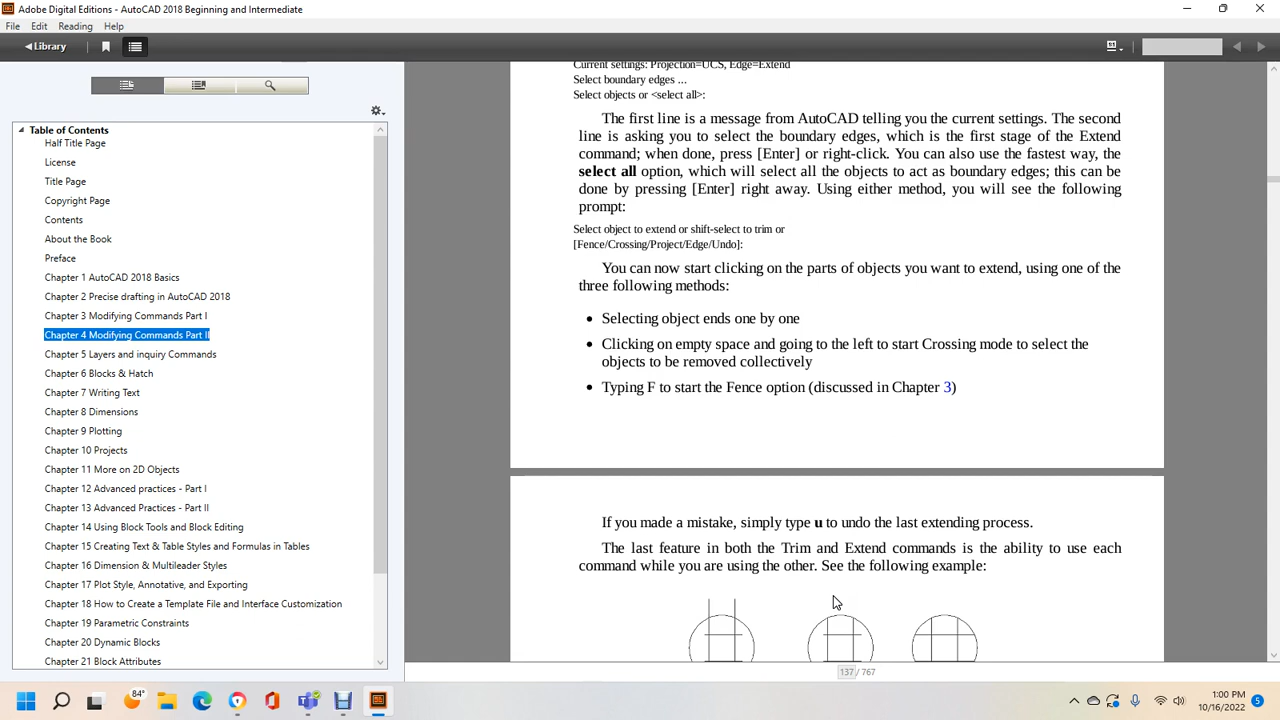 Adobe Digital Editions - AutoCAD 2018 Beginning and Intermediate
File Edit Reading Help
Library
Table of Contents
Half Title Page
License
Title Page
Copyright Page
Contents
About the Book
Preface
Chapter 1 AutoCAD 2018 Basics
Chapter 2 Precise drafting in AutoCAD 2018
Chapter 3 Modifying Commands Part I
Chapter 4 Modifying Commands Part II
Chapter 5 Layers and inquiry Commands
Chapter 6 Blocks & Hatch
Chapter 7 Writing Text
Chapter 8 Dimensions
Chapter 9 Plotting
Chapter 10 Projects
Chapter 11 More on 2D Objects
Chapter 12 Advanced practices - Part I
Chapter 13 Advanced Practices - Part II
Chapter 14 Using Block Tools and Block Editing
Chapter 15 Creating Text & Table Styles and Formulas in Tables
Chapter 16 Dimension & Multileader Styles
Chapter 17 Plot Style, Annotative, and Exporting
Chapter 18 How to Create a Template File and Interface Customization
Chapter 19 Parametric Constraints
Chapter 20 Dynamic Blocks
Chapter 21 Block Attributes
Current settings: Projection=UCS, Edge=Extend
Select boundary edges ...
Select objects or <select all>:
The first line is a message from AutoCAD telling you the current settings. The second
line is asking you to select the boundary edges, which is the first stage of the Extend
command; when done, press [Enter] or right-click. You can also use the fastest way, the
select all option, which will select all the objects to act as boundary edges; this can be
done by pressing [Enter] right away. Using either method, you will see the following
prompt:
Select object to extend or shift-select to trim or
[Fence/Crossing/Project/Edge/Undo]:
You can now start clicking on the parts of objects you want to extend, using one of the
three following methods:
• Selecting object ends one by one
• Clicking on empty space and going to the left to start Crossing mode to select the
objects to be removed collectively
• Typing F to start the Fence option (discussed in Chapter 3)
If you made a mistake, simply type u to undo the last extending process.
The last feature in both the Trim and Extend commands is the ability to use each
command while you are using the other. See the following example:
137 / 767
84°
1:00 PM
10/16/2022
5